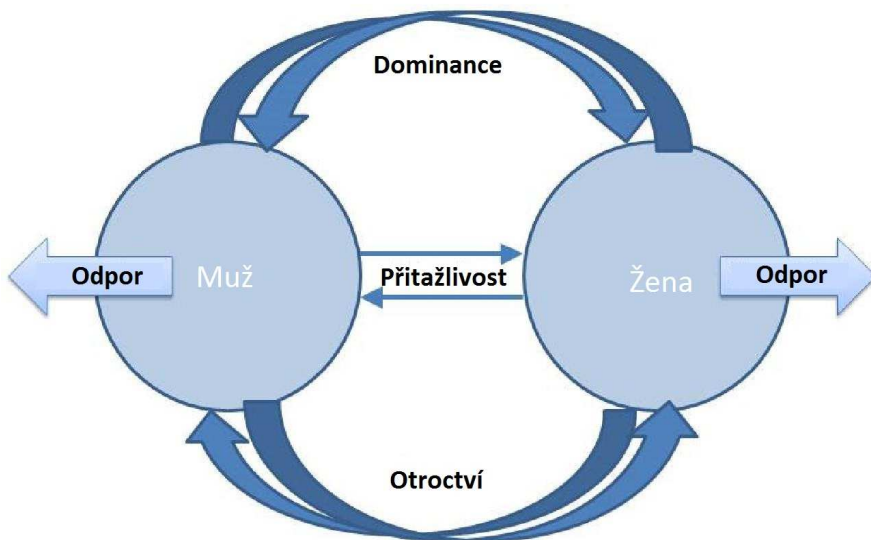 Dominance
Odpor
Muž
Přitažlivost
Žena
Odpor
Otroctví